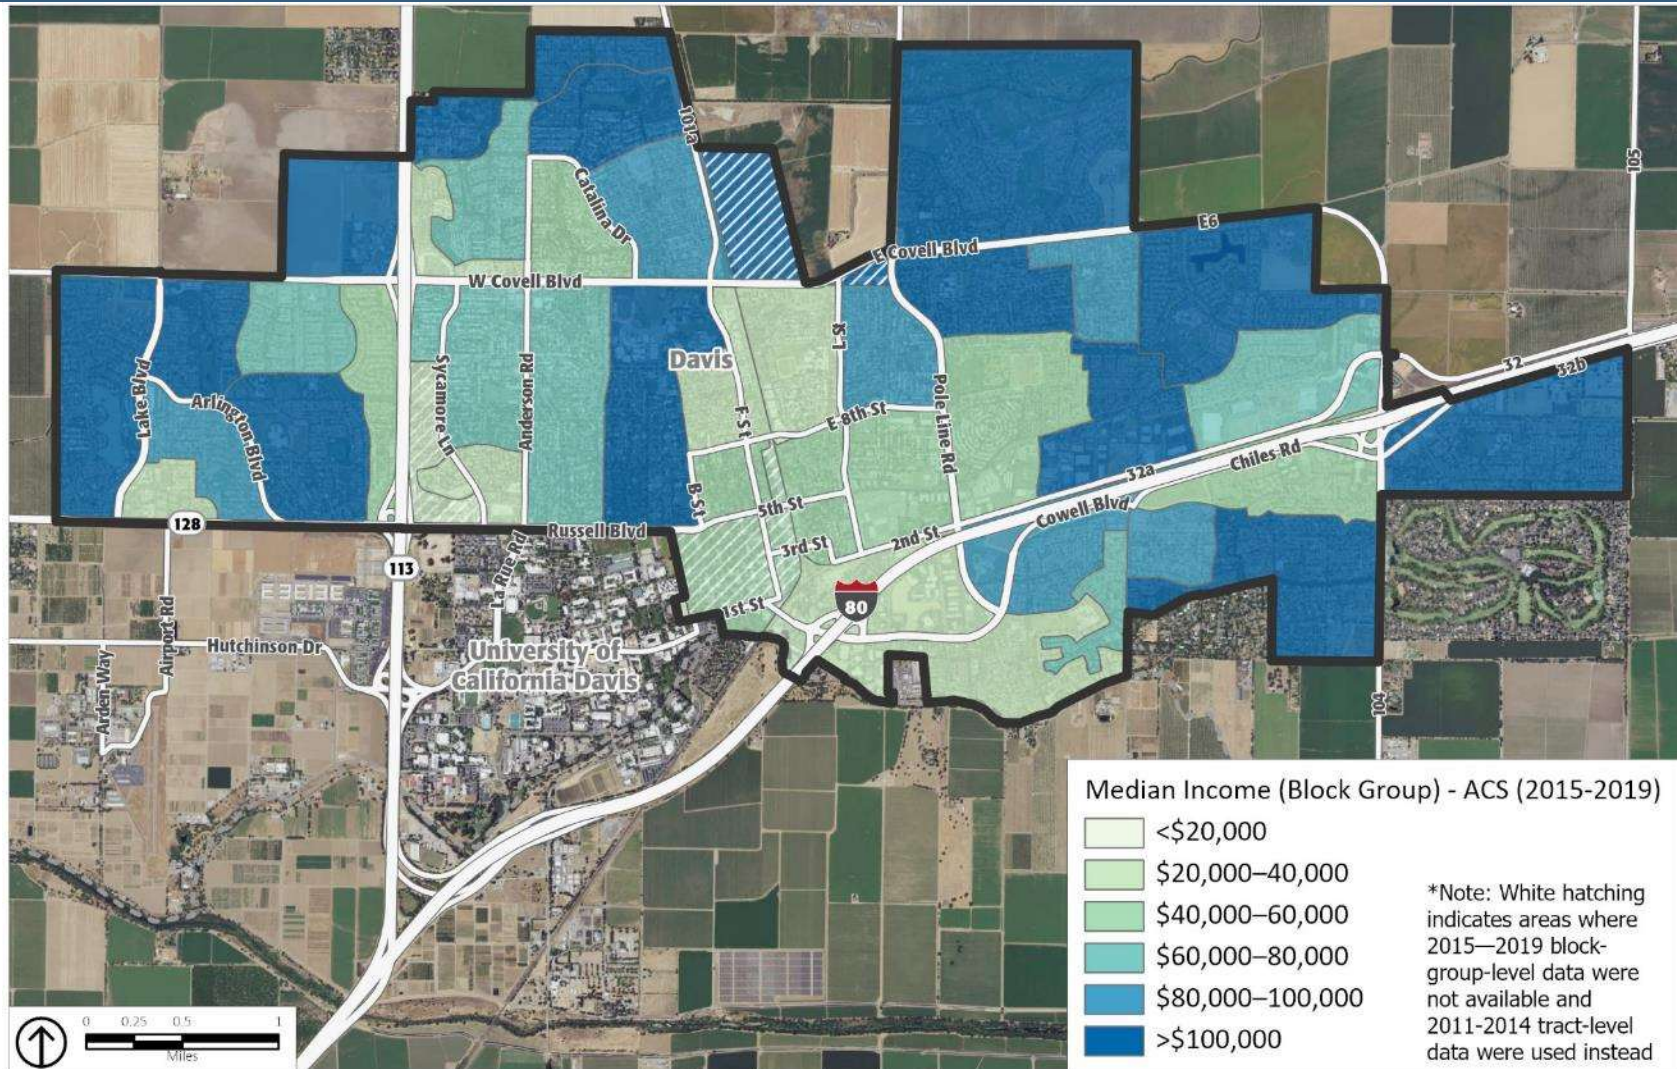 101a
105
Catalina Dr
E6
E Covell Blvd
W Covell Blvd
L St
Davis
32
32b
Lake Blvd
Arlington Blvd
Sycamore Ln
Anderson Rd
F St
E 8th St
Pole Line Rd
B St
5th St
32a
Chiles Rd
Cowell Blvd
128
Russell Blvd
3rd St
2nd St
113
La Rue Rd
80
1st St
Airport Rd
Hutchinson Dr
University of
California Davis
Arden Way
104
Median Income (Block Group) - ACS (2015-2019)
<$20,000
$20,000–40,000
$40,000–60,000
$60,000–80,000
$80,000–100,000
>$100,000
*Note: White hatching
indicates areas where
2015—2019 block-
group-level data were
not available and
2011-2014 tract-level
data were used instead
0 0.25 0.5 1
Miles